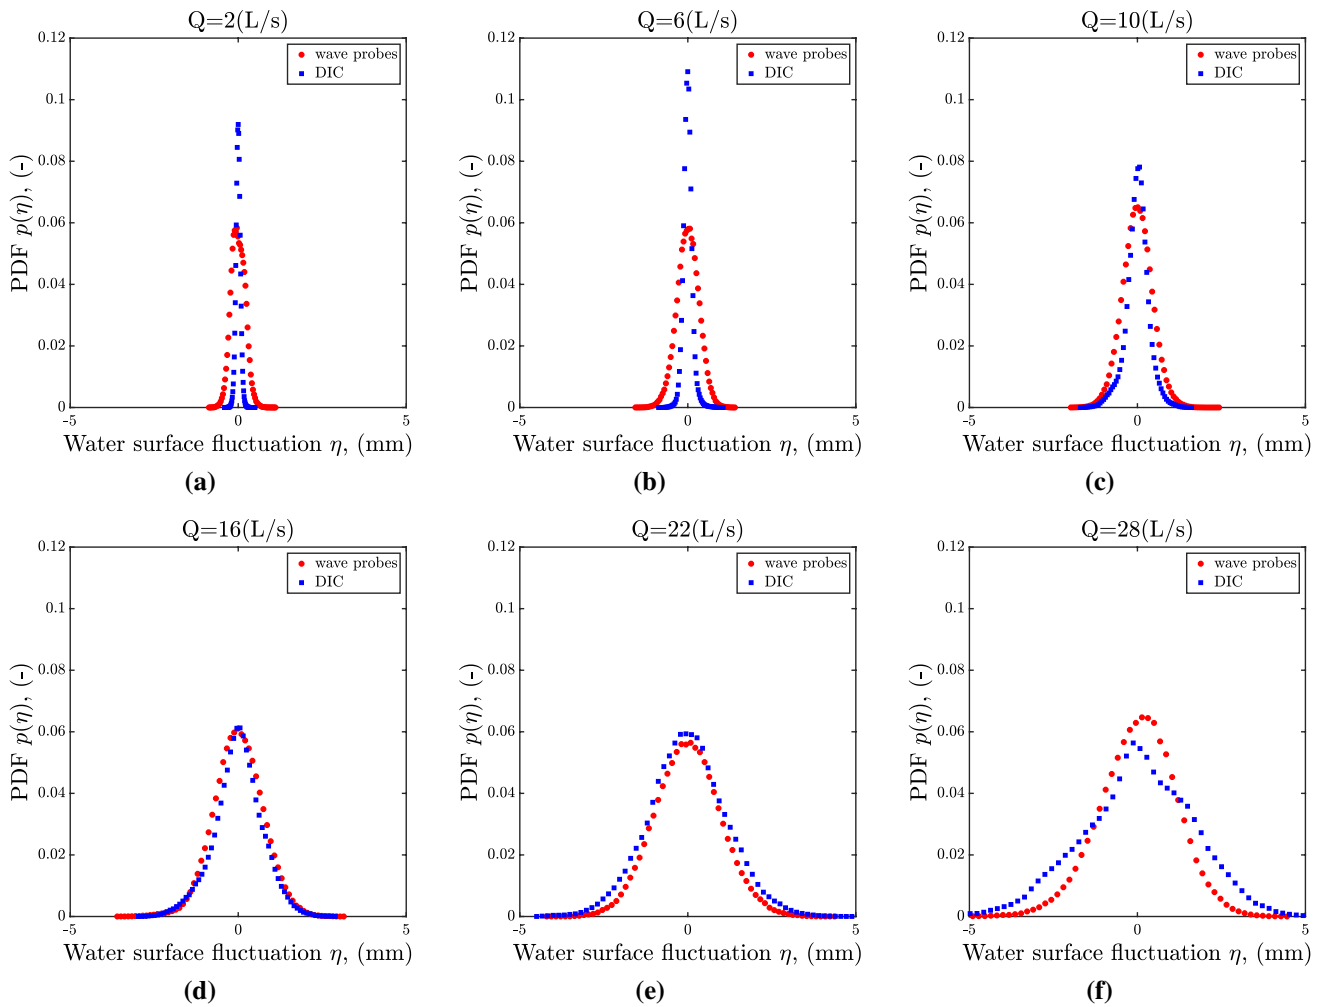 Q=2(L/s)
0.12
0.1
0.08
0.06
0.04
0.02
0
-5
0
5
PDF p(η), (-)
wave probes
DIC
Water surface fluctuation η, (mm)
(a)
Q=6(L/s)
0.12
0.1
0.08
0.06
0.04
0.02
0
-5
0
5
PDF p(η), (-)
wave probes
DIC
Water surface fluctuation η, (mm)
(b)
Q=10(L/s)
0.12
0.1
0.08
0.06
0.04
0.02
0
-5
0
5
PDF p(η), (-)
wave probes
DIC
Water surface fluctuation η, (mm)
(c)
Q=16(L/s)
0.12
0.1
0.08
0.06
0.04
0.02
0
-5
0
5
PDF p(η), (-)
wave probes
DIC
Water surface fluctuation η, (mm)
(d)
Q=22(L/s)
0.12
0.1
0.08
0.06
0.04
0.02
0
-5
0
5
PDF p(η), (-)
wave probes
DIC
Water surface fluctuation η, (mm)
(e)
Q=28(L/s)
0.12
0.1
0.08
0.06
0.04
0.02
0
-5
0
5
PDF p(η), (-)
wave probes
DIC
Water surface fluctuation η, (mm)
(f)